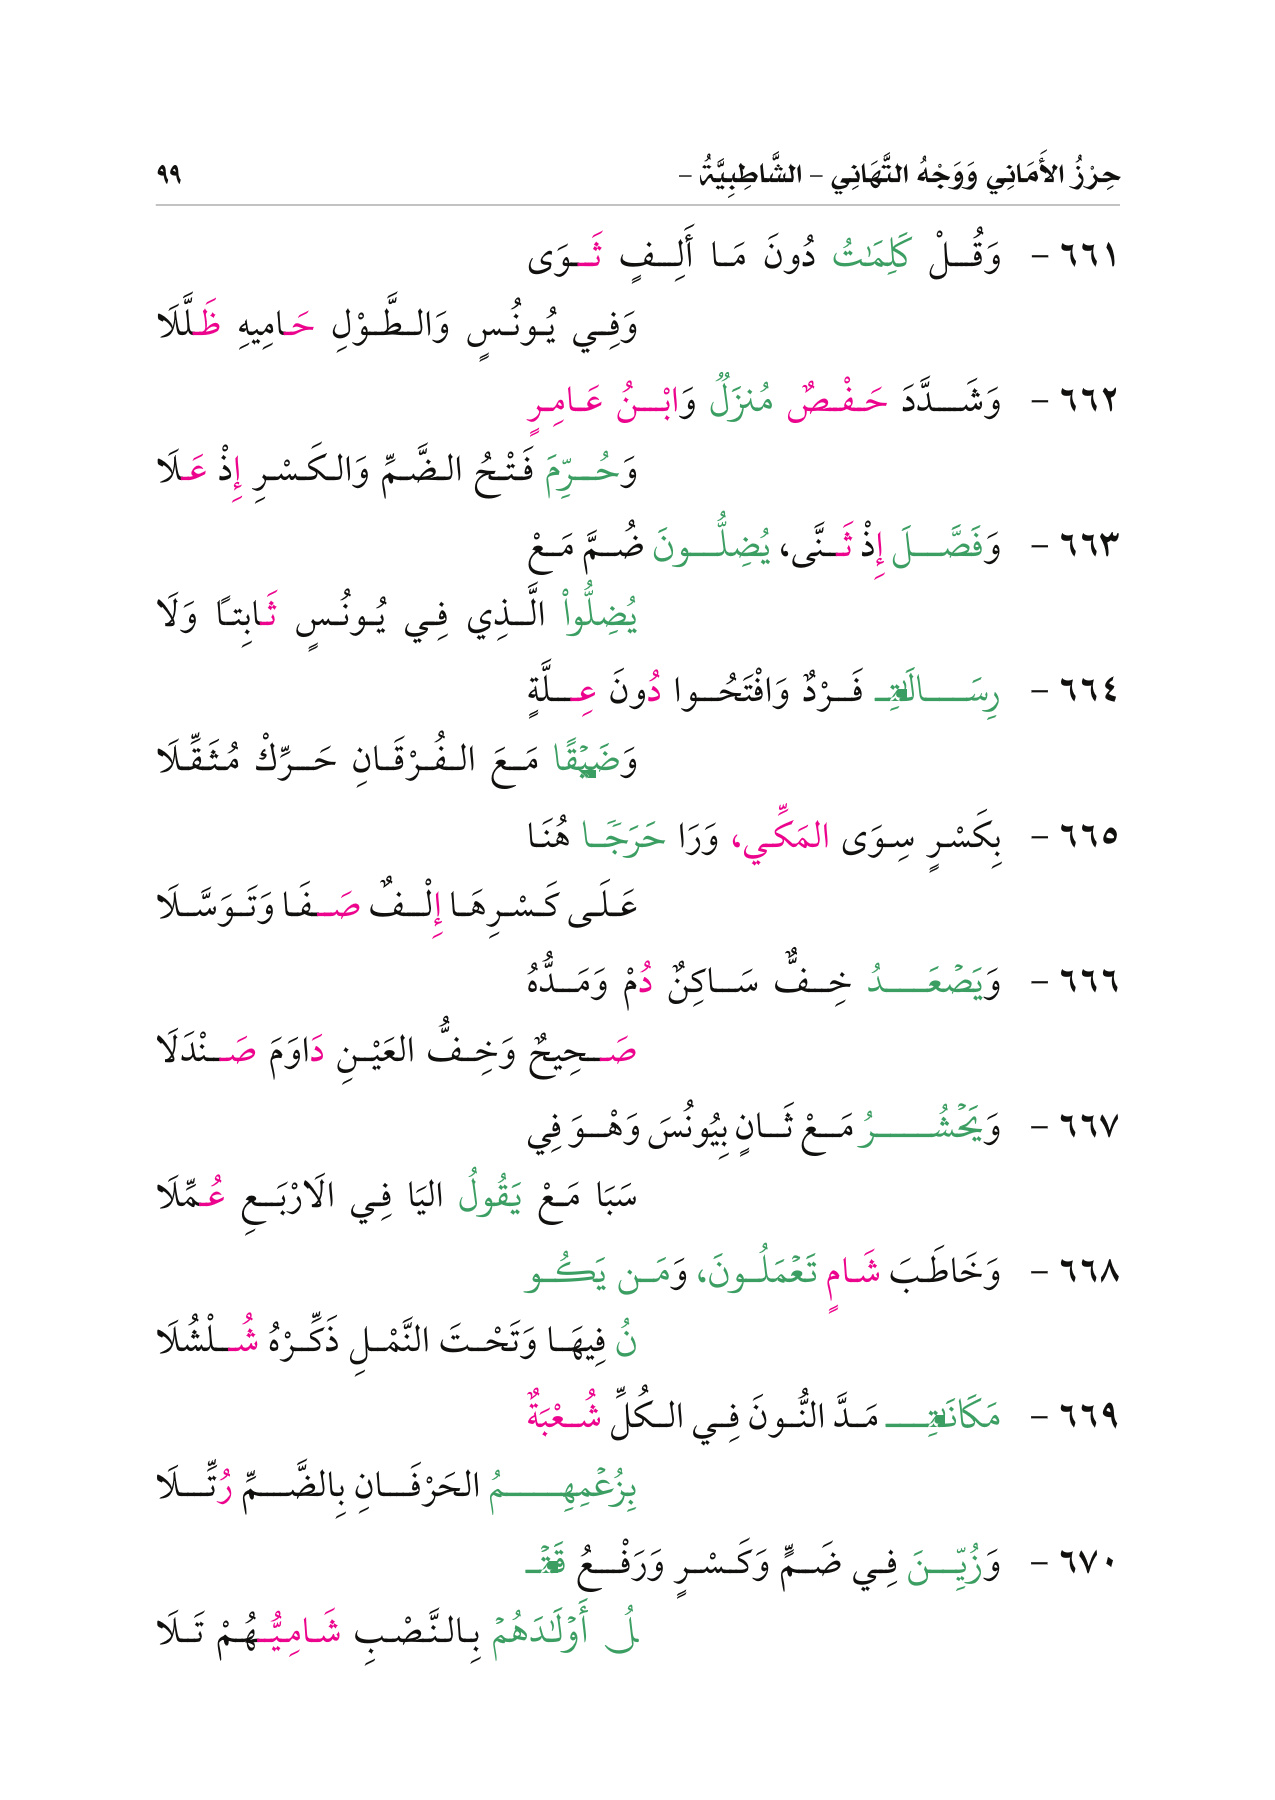 حِرْزُ الأَمَانِي وَوَجْهُ التَّهَانِي – الشَّاطِبِيَّةُ – ٩٩
٦٦١ – وَقُلْ كَلِمَٰتُ دُونَ مَا أَلِفٍ ثَوَى
وَفِي يُونُسٍ وَالطَّوْلِ حَامِيهِ ظَلَّلَا
٦٦٢ – وَشَدَّدَ حَفْصٌ مُنزَلٌ وَابْنُ عَامِرٍ
وَحُرِّمَ فَتْحُ الضَّمِّ وَالكَسْرِ إِذْ عَلَا
٦٦٣ – وَفَصَّلَ إِذْ ثَنَّى، يُضِلُّونَ ضُمَّ مَعْ
يُضِلُّواْ الَّذِي فِي يُونُسٍ ثَابِتًا وَلَا
٦٦٤ – رِسَالَتِـ فَرْدٌ وَافْتَحُوا دُونَ عِلَّةٍ
وَضَيْقًا مَعَ الفُرْقَانِ حَرِّكْ مُثَقِّلَا
٦٦٥ – بِكَسْرٍ سِوَى المَكِّي، وَرَا حَرَجًا هُنَا
عَلَى كَسْرِهَا إِلْفٌ صَفَا وَتَوَسَّلَا
٦٦٦ – وَيَصْعَدُ خِفٌّ سَاكِنٌ دُمْ وَمَدُّهُ
صَحِيحٌ وَخِفُّ العَيْنِ دَاوَمَ صَنْدَلَا
٦٦٧ – وَيَحْشُرُ مَعْ ثَانٍ بِيُونُسَ وَهْوَ فِي
سَبَا مَعْ يَقُولُ اليَا فِي الَارْبَعِ عُمِّلَا
٦٦٨ – وَخَاطَبَ شَامٍ تَعْمَلُونَ، وَمَن يَكُو
نُ فِيهَا وَتَحْتَ النَّمْلِ ذَكِّرْهُ شُلْشُلَا
٦٦٩ – مَكَانَتِـ مَدَّ النُّونَ فِي الكُلِّ شُعْبَةٌ
بِزُعْمِهِمُ الحَرْفَانِ بِالضَّمِّ رُتِّلَا
٦٧٠ – وَزُيِّنَ فِي ضَمٍّ وَكَسْرٍ وَرَفْعُ قَتْـ
ـلُ أَوْلَٰدَهُمْ بِالنَّصْبِ شَامِيُّهُمْ تَلَا